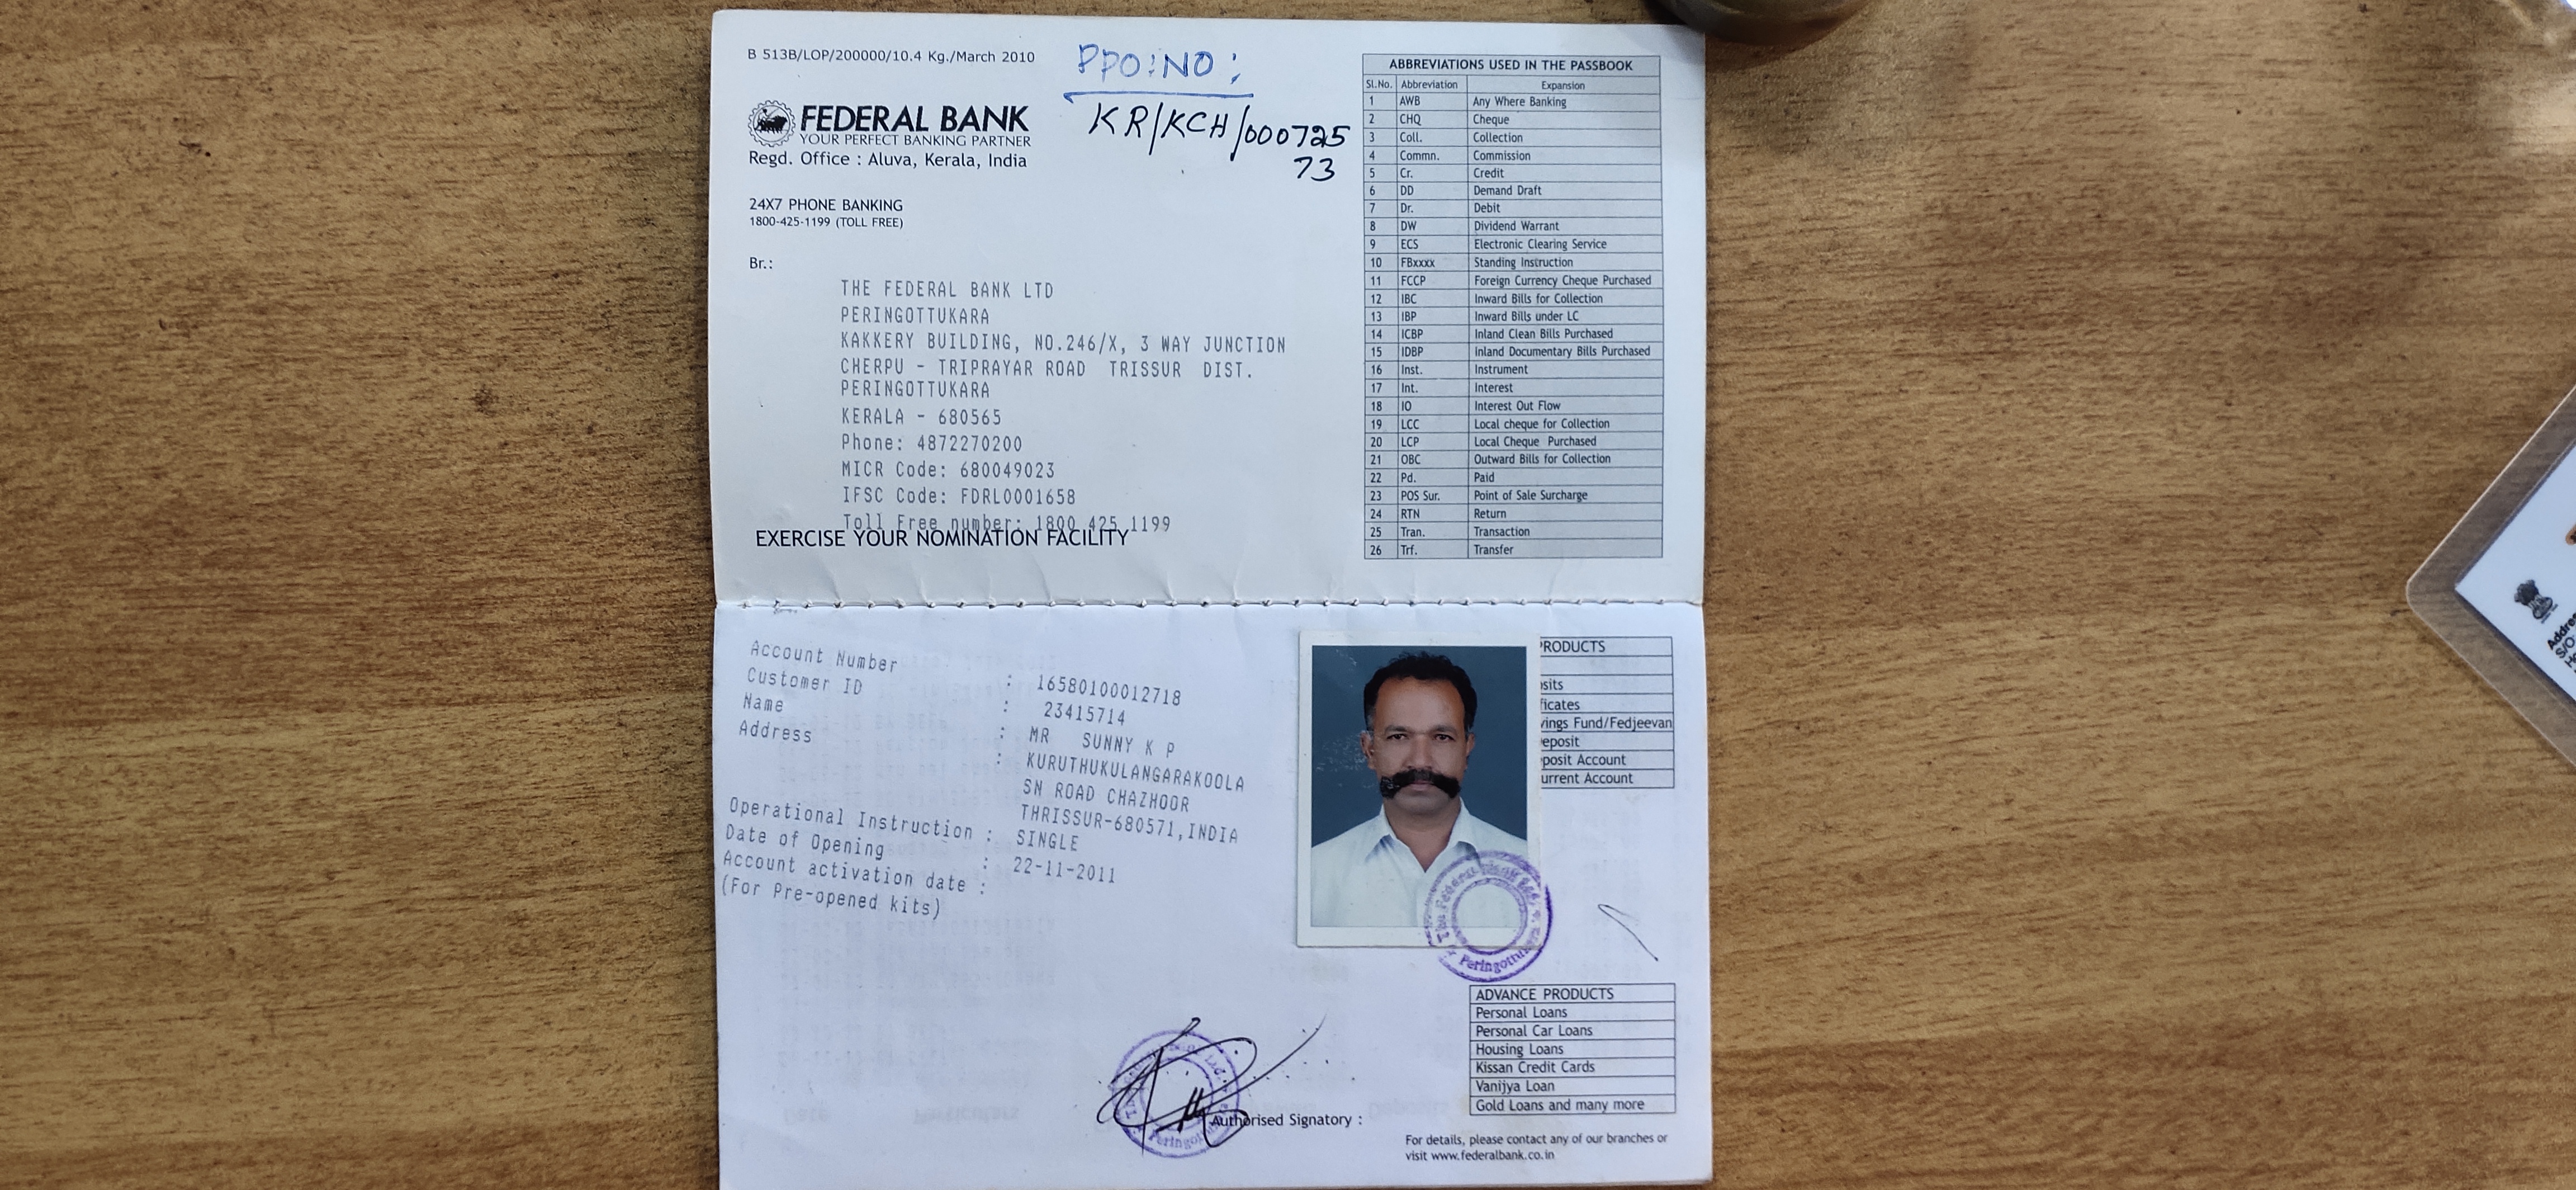 B 513B/LOP/200000/10.4 Kg./March 2010
PPO:NO:
KR/KCH/000725
73
FEDERAL BANK
YOUR PERFECT BANKING PARTNER
Regd. Office : Aluva, Kerala, India
24X7 PHONE BANKING
1800-425-1199 (TOLL FREE)
Br.:
THE FEDERAL BANK LTD
PERINGOTTUKARA
KAKKERY BUILDING, NO.246/X, 3 WAY JUNCTION
CHERPU - TRIPRAYAR ROAD TRISSUR DIST.
PERINGOTTUKARA
KERALA - 680565
Phone: 4872270200
MICR Code: 680049023
IFSC Code: FDRL0001658
Toll Free number: 1800 425 1199
EXERCISE YOUR NOMINATION FACILITY
ABBREVIATIONS USED IN THE PASSBOOK
Sl.No. Abbreviation Expansion
1 AWB Any Where Banking
2 CHQ Cheque
3 Coll. Collection
4 Commn. Commission
5 Cr. Credit
6 DD Demand Draft
7 Dr. Debit
8 DW Dividend Warrant
9 ECS Electronic Clearing Service
10 FBxxxx Standing Instruction
11 FCCP Foreign Currency Cheque Purchased
12 IBC Inward Bills for Collection
13 IBP Inward Bills under LC
14 ICBP Inland Clean Bills Purchased
15 IDBP Inland Documentary Bills Purchased
16 Inst. Instrument
17 Int. Interest
18 IO Interest Out Flow
19 LCC Local cheque for Collection
20 LCP Local Cheque Purchased
21 OBC Outward Bills for Collection
22 Pd. Paid
23 POS Sur. Point of Sale Surcharge
24 RTN Return
25 Tran. Transaction
26 Trf. Transfer
Account Number : 16580100012718
Customer ID : 23415714
Name : MR SUNNY K P
Address : KURUTHUKULANGARAKOOLA
SN ROAD CHAZHOOR
THRISSUR-680571,INDIA
Operational Instruction : SINGLE
Date of Opening : 22-11-2011
Account activation date :
(For Pre-opened kits)
RODUCTS
sits
ficates
vings Fund/Fedjeevan
eposit
posit Account
urrent Account
The Federal Bank
Authorised Signatory :
ADVANCE PRODUCTS
Personal Loans
Personal Car Loans
Housing Loans
Kissan Credit Cards
Vanijya Loan
Gold Loans and many more
For details, please contact any of our branches or
visit www.federalbank.co.in
Address
S/O